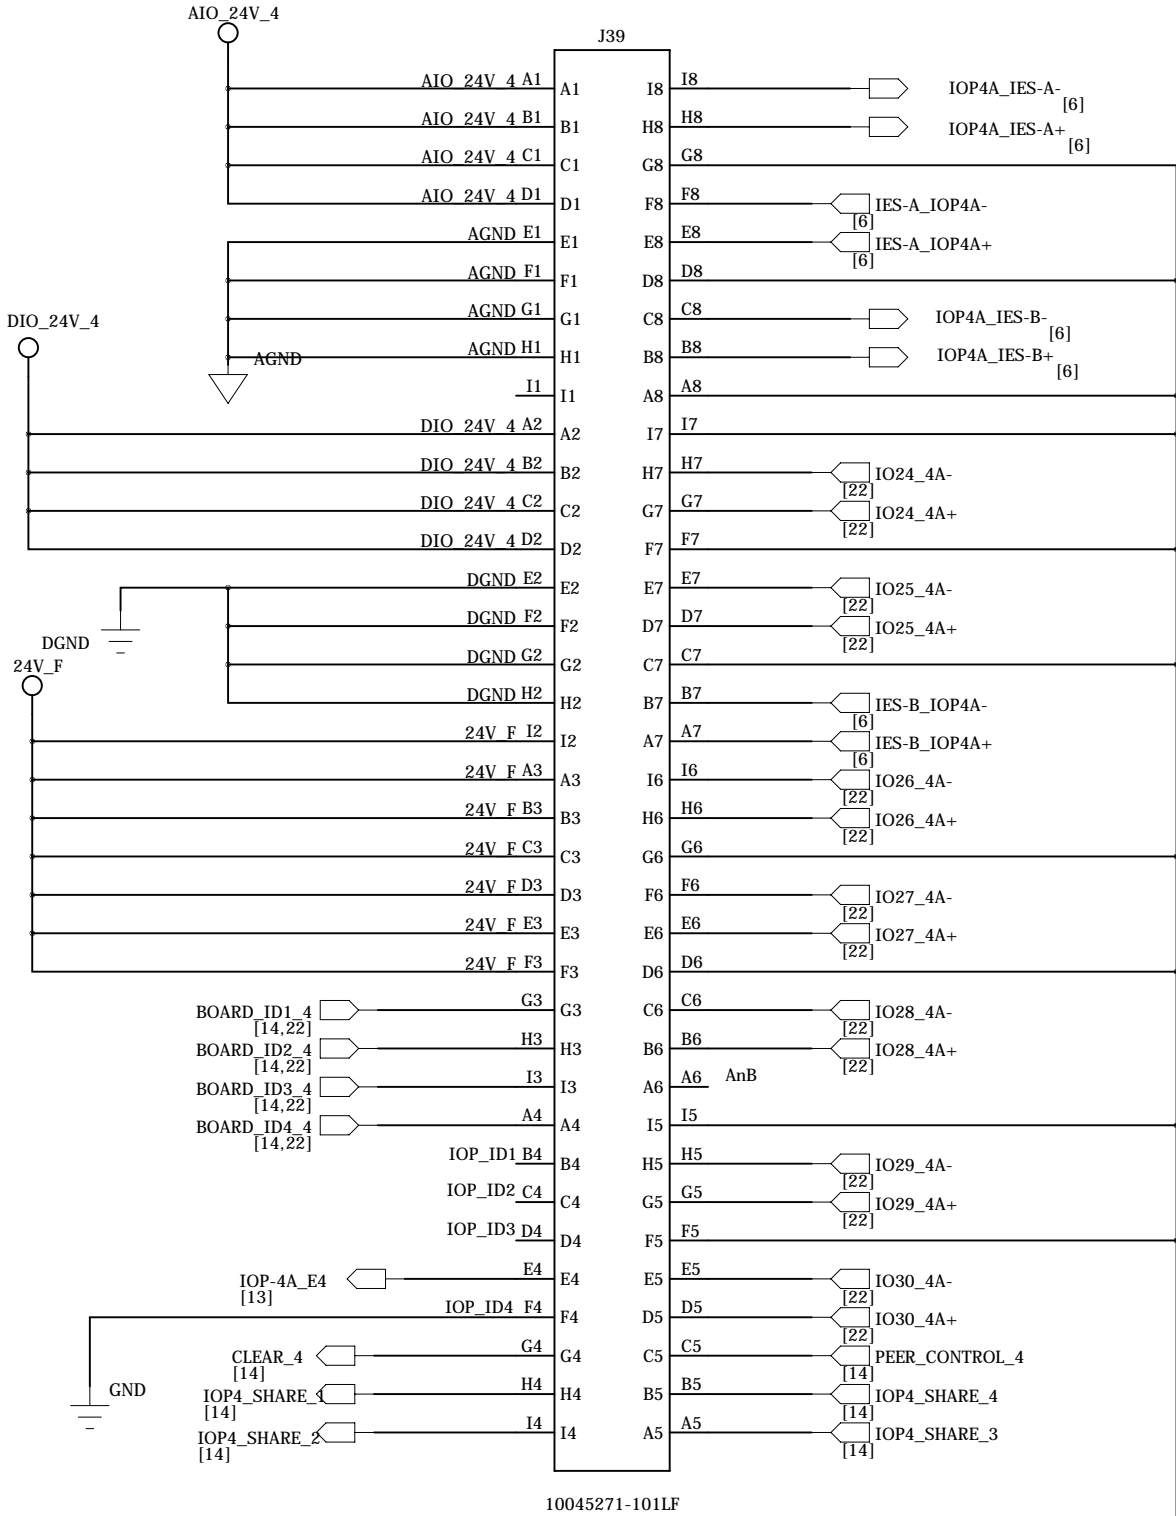 AIO_24V_4
J39
AIO_24V_4 A1 A1 I8 I8 IOP4A_IES-A-
[6]
AIO_24V_4 B1 B1 H8 H8 IOP4A_IES-A+
[6]
AIO_24V_4 C1 C1 G8 G8
AIO_24V_4 D1 D1 F8 F8 IES-A_IOP4A-
[6]
AGND E1 E1 E8 E8 IES-A_IOP4A+
[6]
AGND F1 F1 D8 D8
DIO_24V_4 AGND G1 G1 C8 C8 IOP4A_IES-B-
[6]
AGND AGND H1 H1 B8 B8 IOP4A_IES-B+
[6]
I1 I1 A8 A8
DIO_24V_4 A2 A2 I7 I7
DIO_24V_4 B2 B2 H7 H7 IO24_4A-
[22]
DIO_24V_4 C2 C2 G7 G7 IO24_4A+
[22]
DIO_24V_4 D2 D2 F7 F7
DGND E2 E2 E7 E7 IO25_4A-
[22]
DGND F2 F2 D7 D7 IO25_4A+
DGND [22]
24V_F DGND G2 G2 C7 C7
DGND H2 H2 B7 B7 IES-B_IOP4A-
[6]
24V_F I2 I2 A7 A7 IES-B_IOP4A+
[6]
24V_F A3 A3 I6 I6 IO26_4A-
[22]
24V_F B3 B3 H6 H6 IO26_4A+
[22]
24V_F C3 C3 G6 G6
24V_F D3 D3 F6 F6 IO27_4A-
[22]
24V_F E3 E3 E6 E6 IO27_4A+
[22]
24V_F F3 F3 D6 D6
BOARD_ID1_4 G3 G3 C6 C6 IO28_4A-
[14,22] [22]
BOARD_ID2_4 H3 H3 B6 B6 IO28_4A+
[14,22] [22]
BOARD_ID3_4 I3 I3 A6 A6 AnB
[14,22]
BOARD_ID4_4 A4 A4 I5 I5
[14,22]
IOP_ID1 B4 B4 H5 H5 IO29_4A-
[22]
IOP_ID2 C4 C4 G5 G5 IO29_4A+
[22]
IOP_ID3 D4 D4 F5 F5
IOP-4A_E4 E4 E4 E5 E5 IO30_4A-
[13] [22]
IOP_ID4 F4 F4 D5 D5 IO30_4A+
[22]
CLEAR_4 G4 G4 C5 C5 PEER_CONTROL_4
[14] [14]
GND IOP4_SHARE_1 H4 H4 B5 B5 IOP4_SHARE_4
[14] [14]
IOP4_SHARE_2 I4 I4 A5 A5 IOP4_SHARE_3
[14] [14]
10045271-101LF